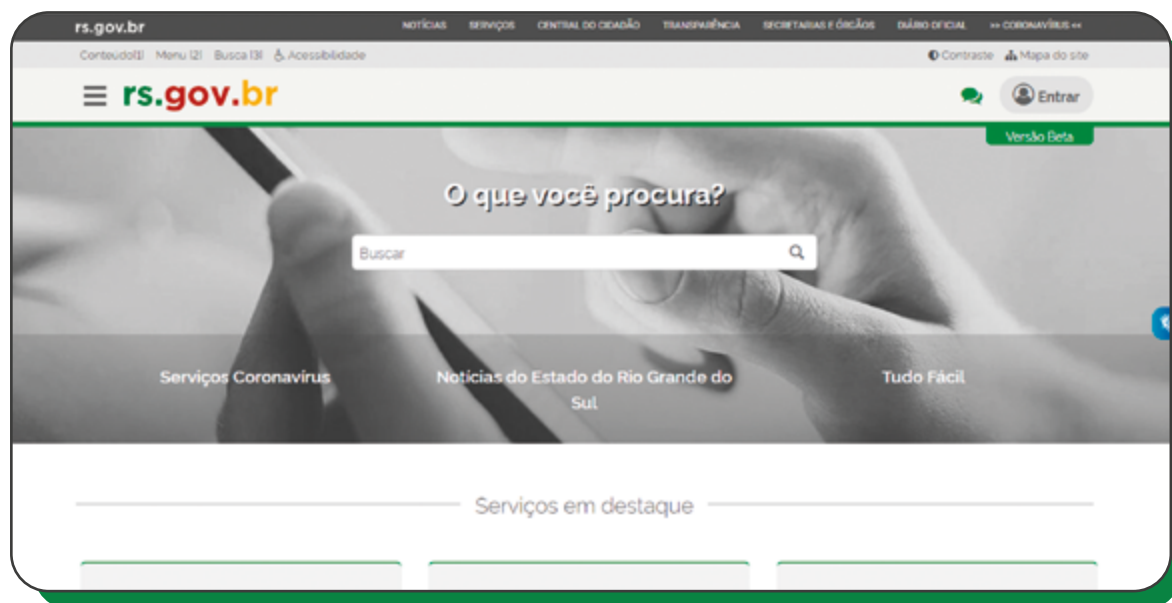 rs.gov.br NOTÍCIAS SERVIÇOS CENTRAL DO CIDADÃO TRANSPARÊNCIA SECRETARIAS E ÓRGÃOS DIÁRIO OFICIAL »» CORONAVÍRUS ««
Conteúdo[1] Menu [2] Busca [3] Acessibilidade Contraste Mapa do site
rs.gov.br Entrar
Versão Beta
O que você procura?
Buscar
Serviços Coronavírus Notícias do Estado do Rio Grande do Tudo Fácil
Sul
Serviços em destaque